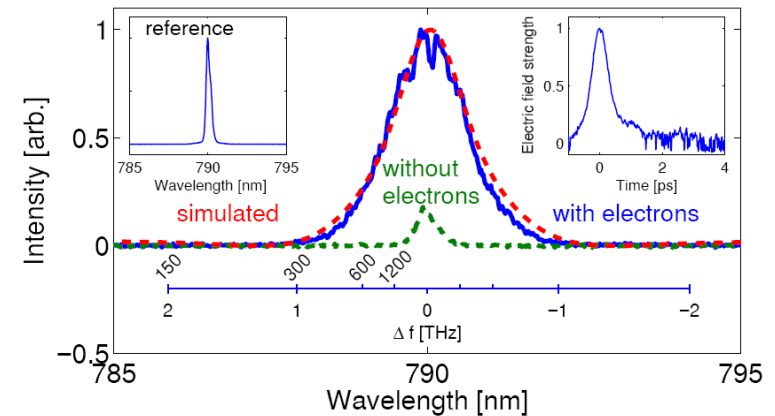 1
0.5
0
−0.5
Intensity [arb.]
785
790
795
Wavelength [nm]
reference
785
790
795
Wavelength [nm]
Electric field strength
1
0.5
0
0
2
4
Time [ps]
without
electrons
simulated
with electrons
150
300
600
1200
2
1
0
−1
−2
Δ f [THz]